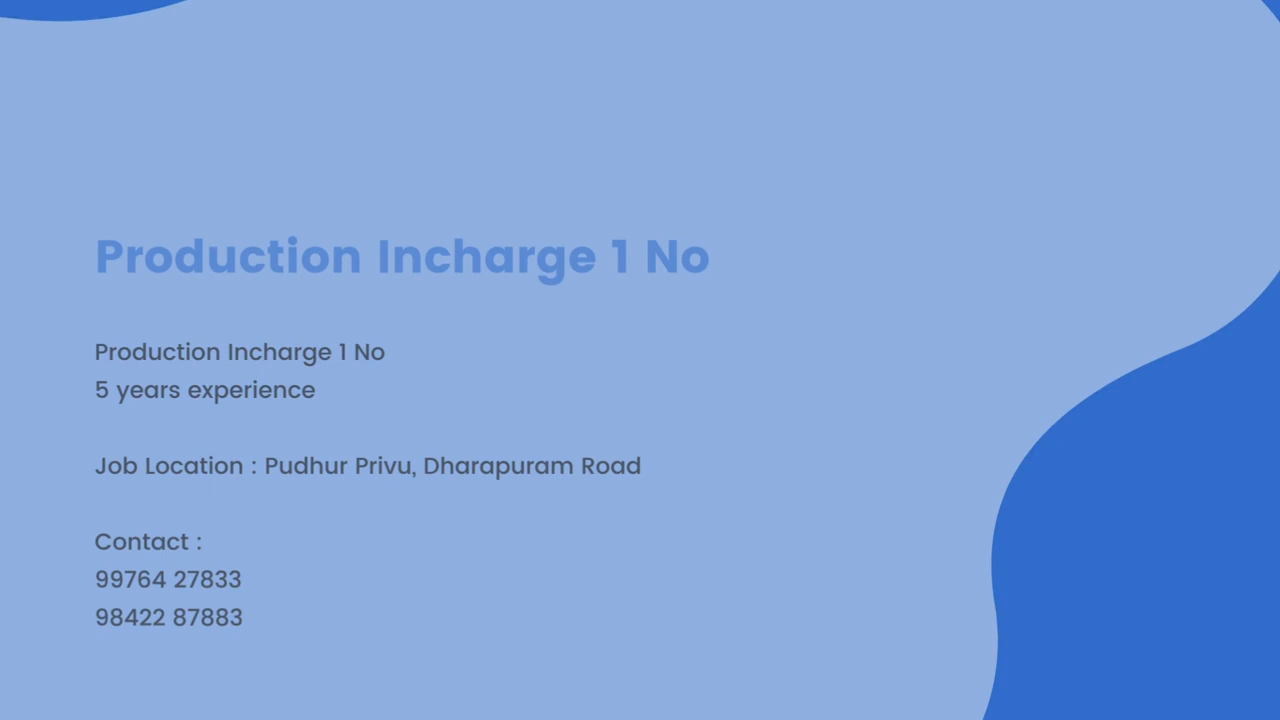 Production Incharge 1 No
Production Incharge 1 No
5 years experience
Job Location : Pudhur Privu, Dharapuram Road
Contact :
99764 27833
98422 87883